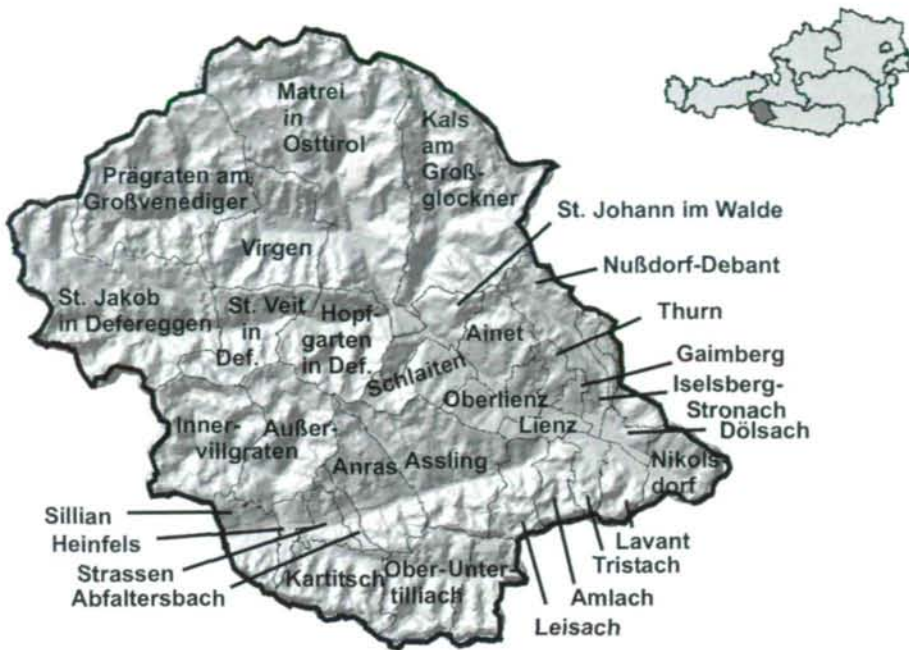 Matrei
in
Osttirol
Kals
am
Groß-
glockner
Prägraten am
Großvenediger
St. Johann im Walde
Virgen
Nußdorf-Debant
St. Jakob
in Defereggen
St. Veit
in
Def.
Hopf-
garten
in Def.
Ainet
Thurn
Schlaiten
Gaimberg
Oberlienz
Iselsberg-
Stronach
Lienz
Dölsach
Inner-
villgraten
Außer-
Anras
Assling
Nikols-
dorf
Sillian
Heinfels
Strassen
Abfaltersbach
Kartitsch
Ober-Unter
tilliach
Lavant
Tristach
Amlach
Leisach